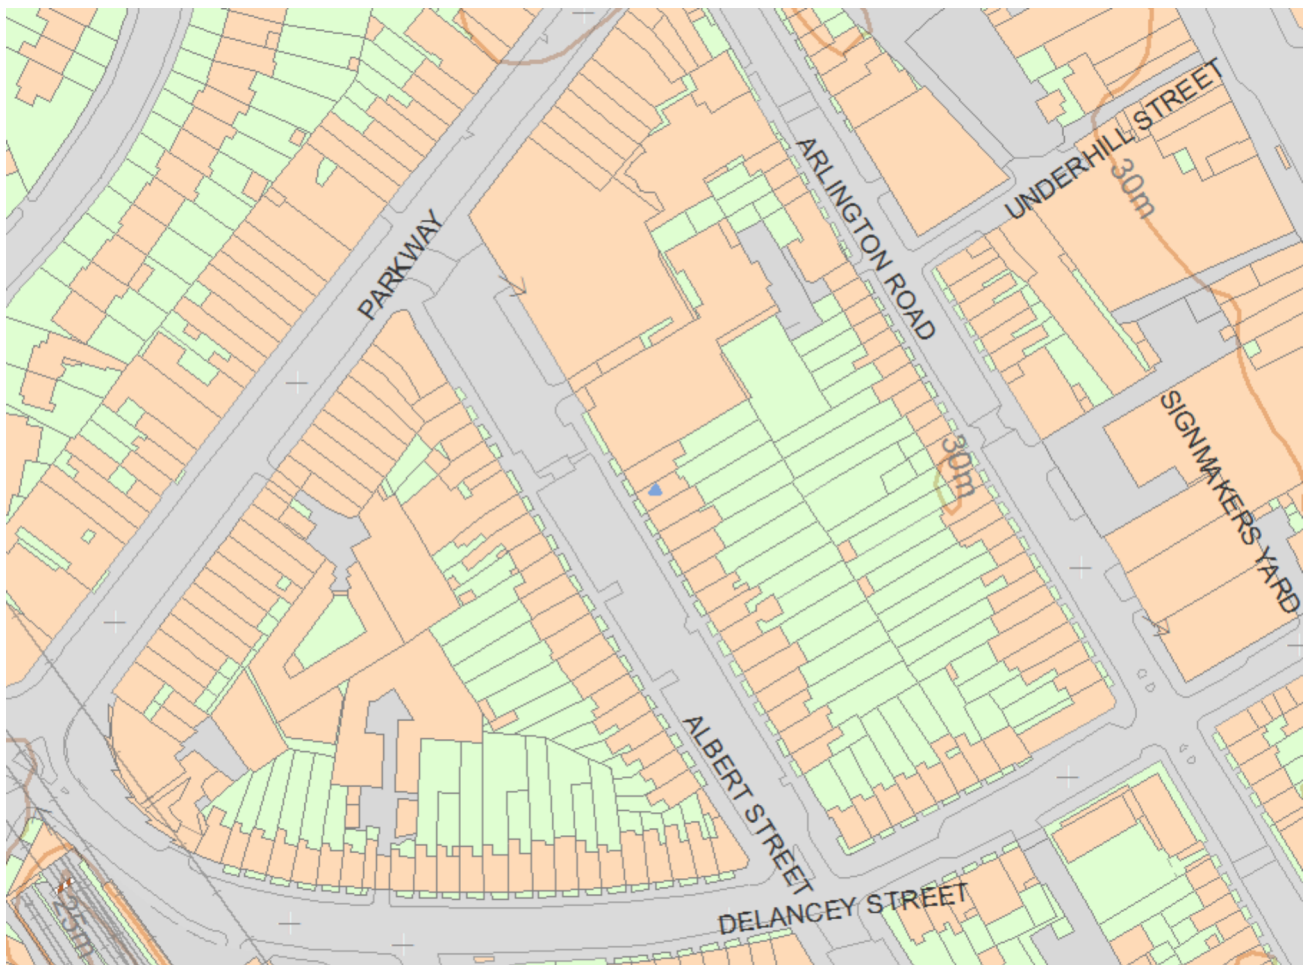 UNDERHILL STREET
ARLINGTON ROAD
30m
PARKWAY
30m
SIGNMAKERS YARD
ALBERT STREET
DELANCEY STREET
25m